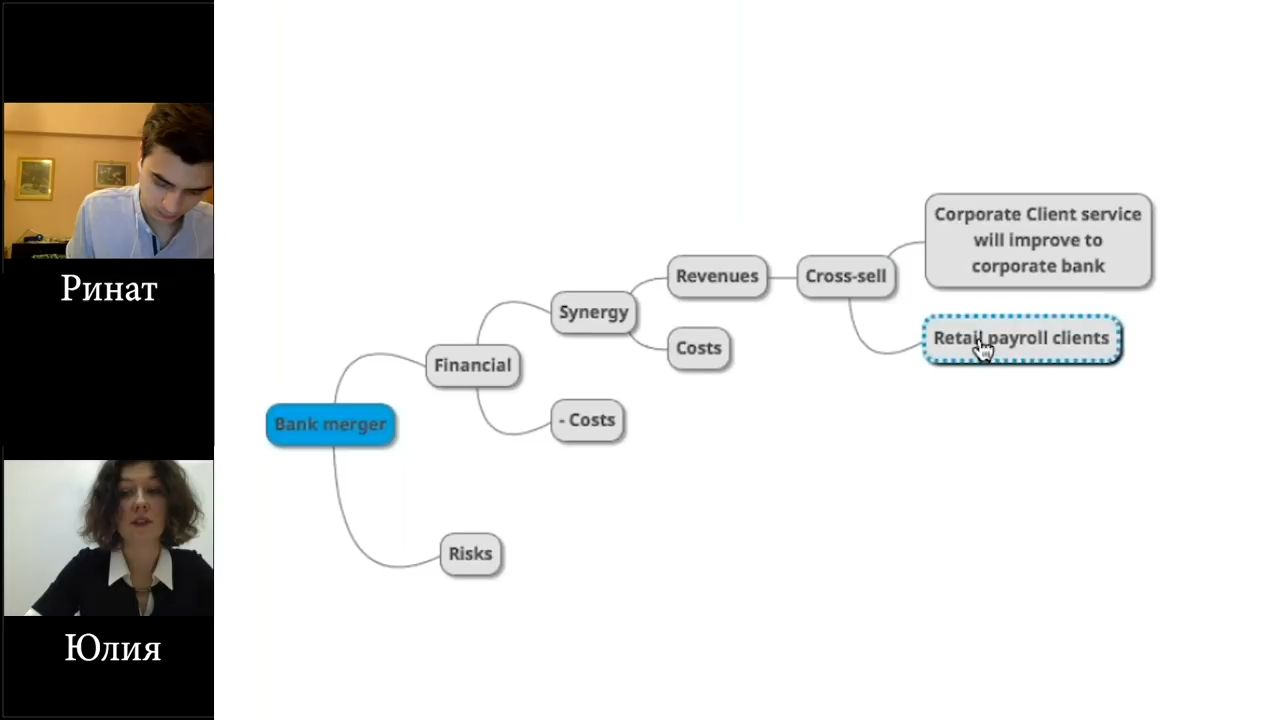 Ринат
Юлия
Bank merger
Financial
Synergy
Revenues
Cross-sell
Corporate Client service
will improve to
corporate bank
Retail payroll clients
Costs
- Costs
Risks